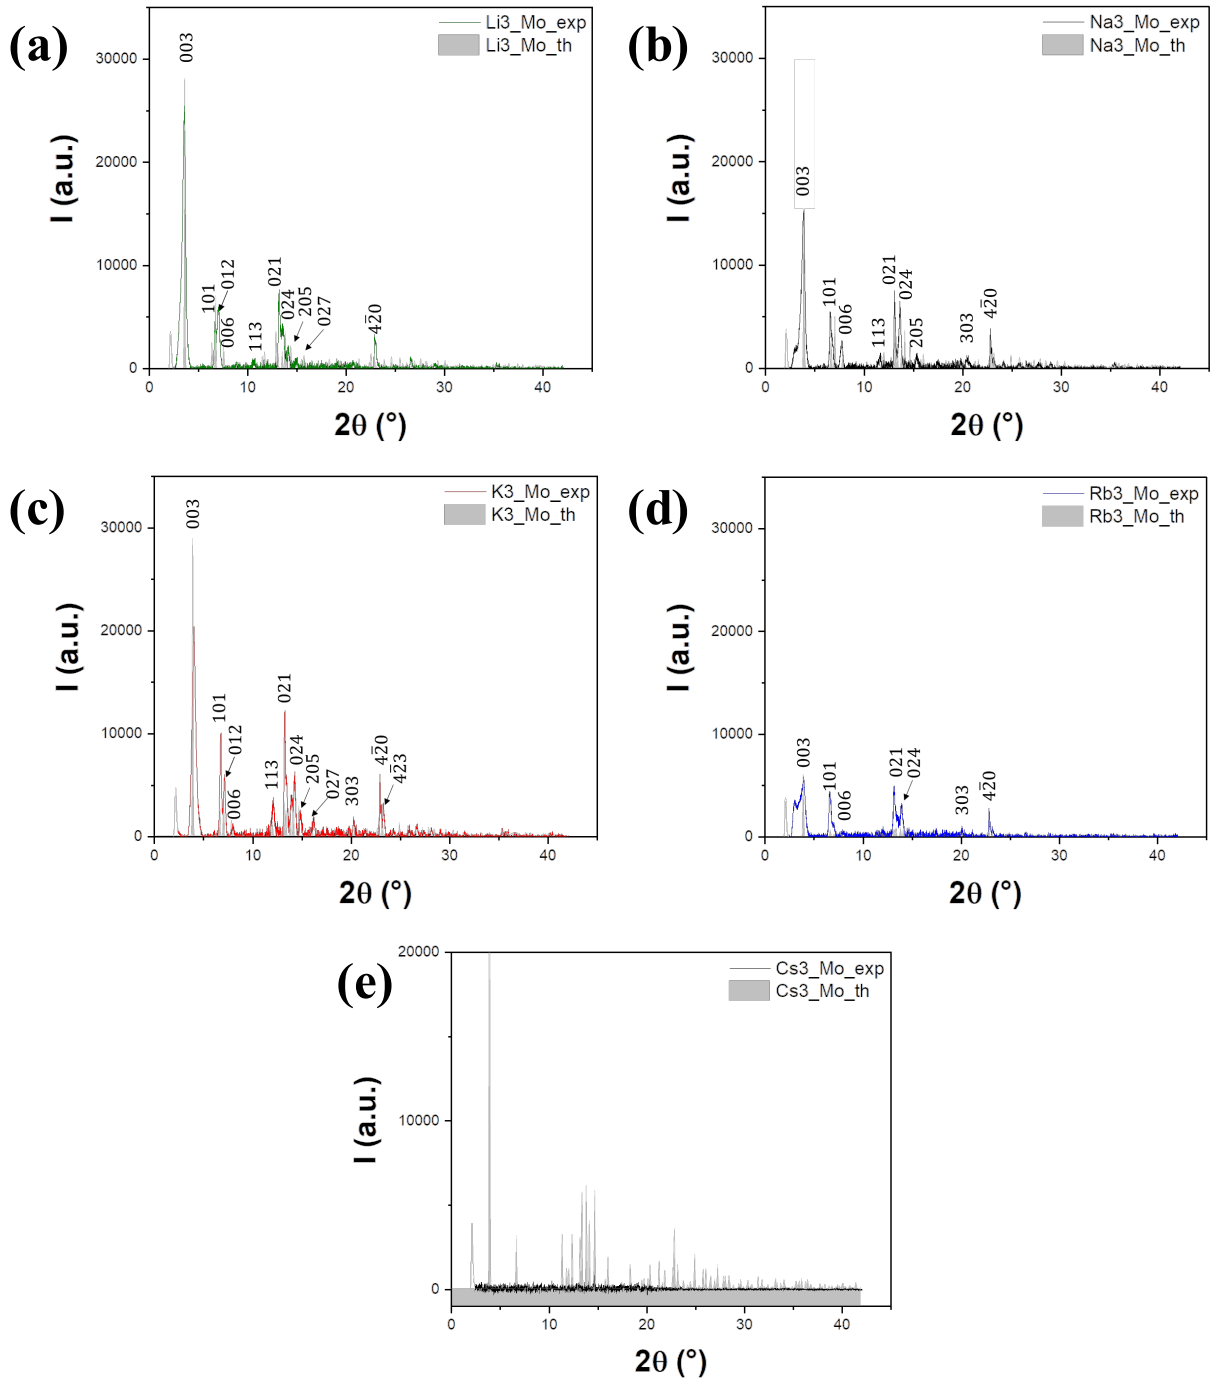 (a)
Li3_Mo_exp
Li3_Mo_th
I (a.u.)
30000
20000
10000
0
003
101
012
006
113
021
024
205
027
4̅20
0 10 20 30 40
2θ (°)
(b)
Na3_Mo_exp
Na3_Mo_th
I (a.u.)
30000
20000
10000
0
003
101
006
113
021
024
205
303
4̅20
0 10 20 30 40
2θ (°)
(c)
K3_Mo_exp
K3_Mo_th
I (a.u.)
30000
20000
10000
0
003
101
012
006
113
021
024
205
027
303
4̅20
4̅23
0 10 20 30 40
2θ (°)
(d)
Rb3_Mo_exp
Rb3_Mo_th
I (a.u.)
30000
20000
10000
0
003
101
006
021
024
303
4̅20
0 10 20 30 40
2θ (°)
(e)
Cs3_Mo_exp
Cs3_Mo_th
I (a.u.)
20000
10000
0
0 10 20 30 40
2θ (°)